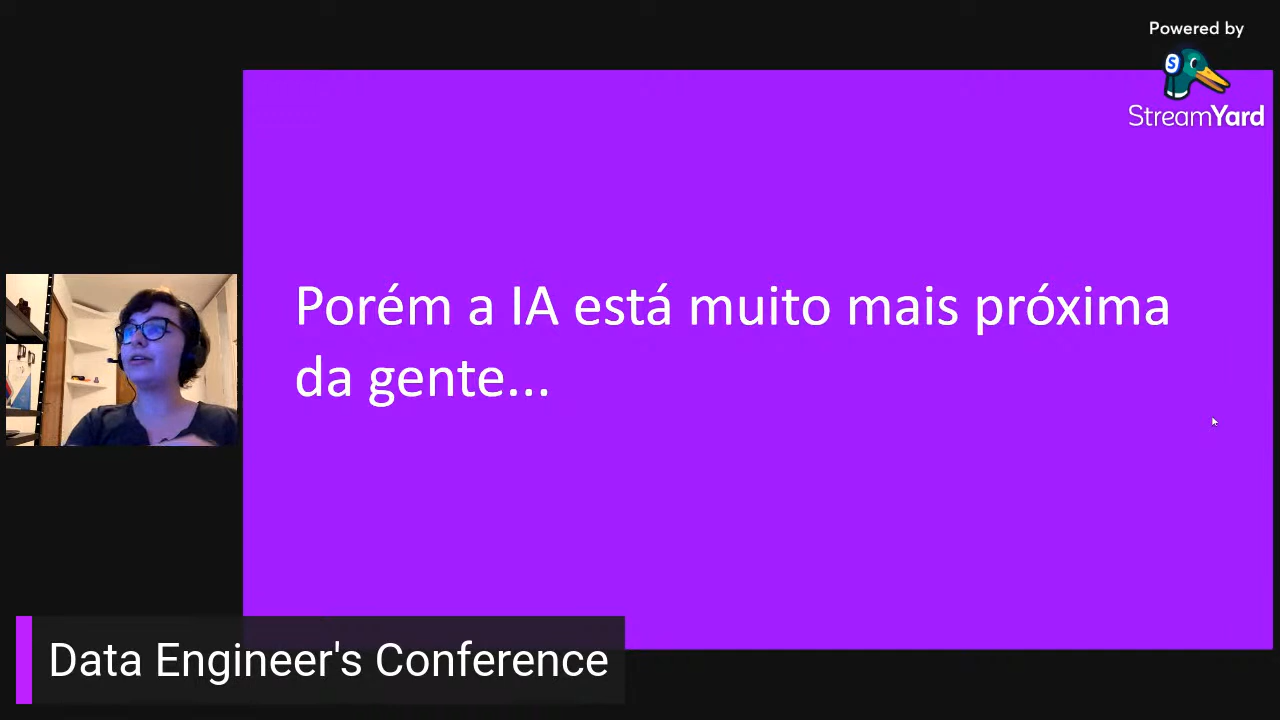 Powered by
S
StreamYard
Porém a IA está muito mais próxima
da gente...
Data Engineer's Conference